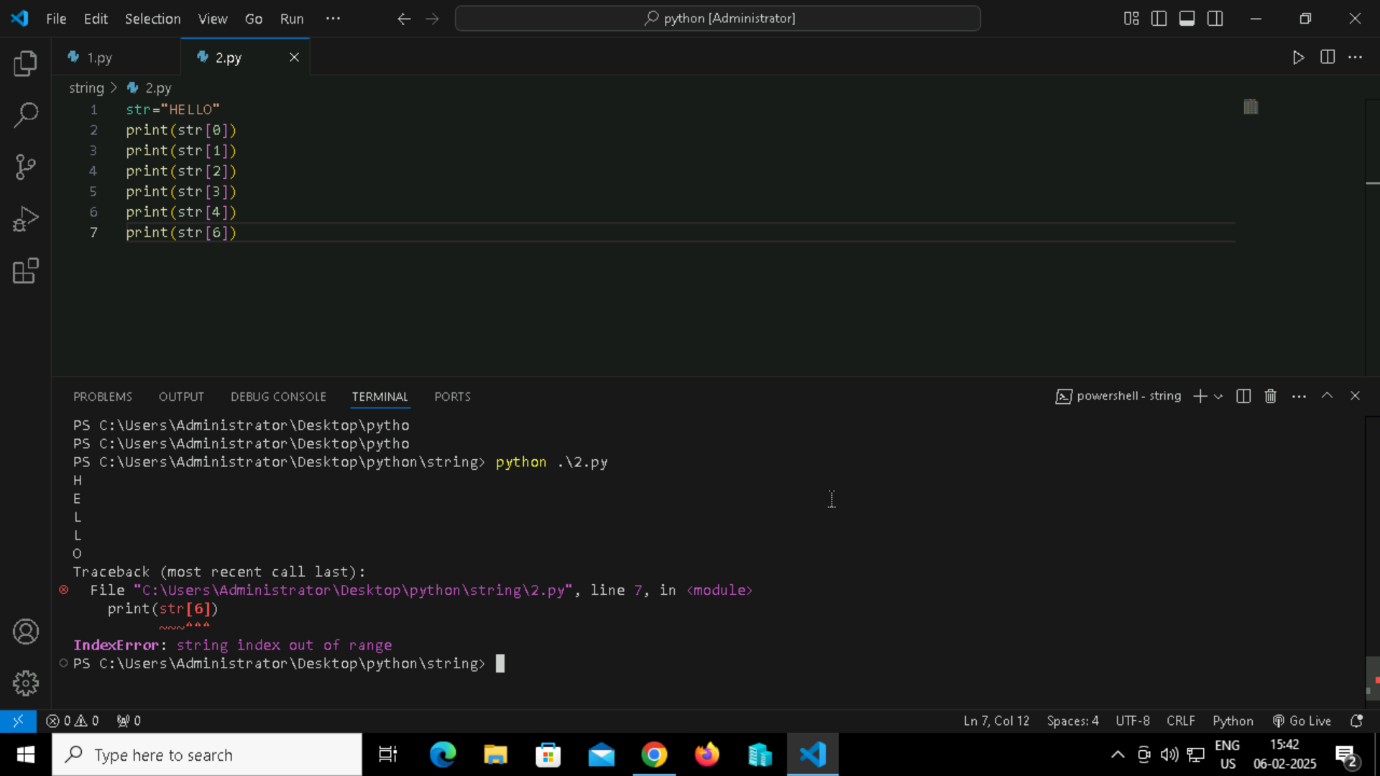 File Edit Selection View Go Run ··· python [Administrator]
1.py 2.py
string > 2.py
1 str="HELLO"
2 print(str[0])
3 print(str[1])
4 print(str[2])
5 print(str[3])
6 print(str[4])
7 print(str[6])
PROBLEMS OUTPUT DEBUG CONSOLE TERMINAL PORTS powershell - string
PS C:\Users\Administrator\Desktop\pytho
PS C:\Users\Administrator\Desktop\pytho
PS C:\Users\Administrator\Desktop\python\string> python .\2.py
H
E
L
L
O
Traceback (most recent call last):
File "C:\Users\Administrator\Desktop\python\string\2.py", line 7, in <module>
print(str[6])
~~~^^^
IndexError: string index out of range
PS C:\Users\Administrator\Desktop\python\string>
0 0 0 Ln 7, Col 12 Spaces: 4 UTF-8 CRLF Python Go Live
Type here to search ENG US 15:42 06-02-2025 2